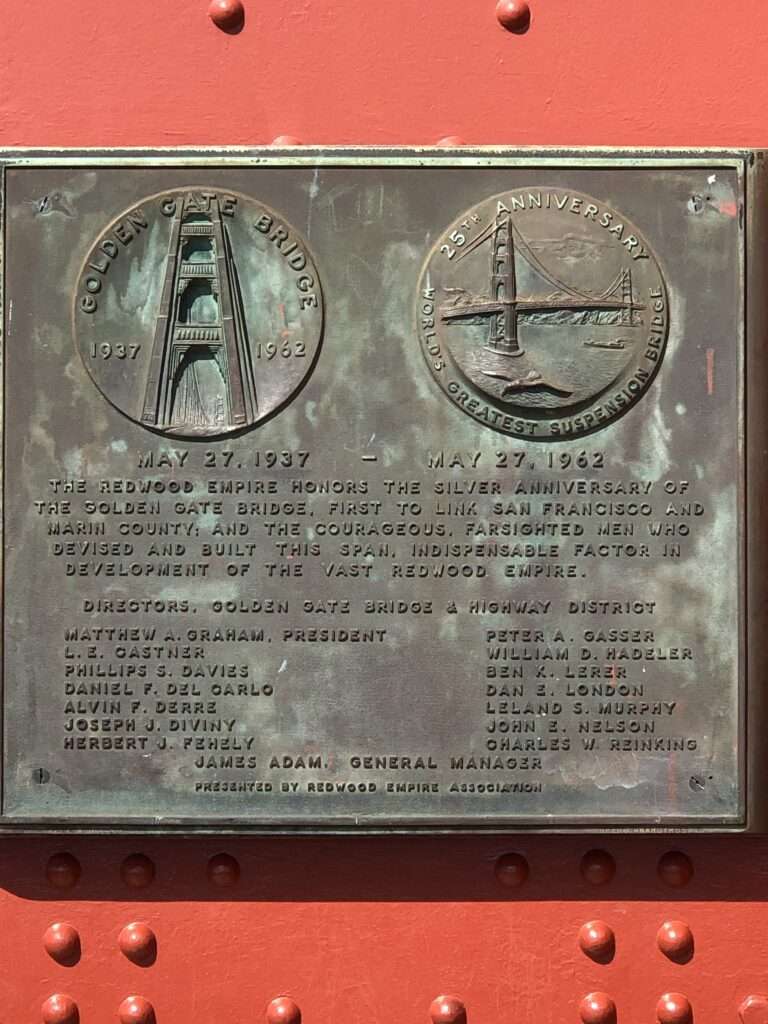 GOLDEN GATE BRIDGE
1937 1962
25TH ANNIVERSARY
WORLD'S GREATEST SUSPENSION BRIDGE
MAY 27, 1937 – MAY 27, 1962
THE REDWOOD EMPIRE HONORS THE SILVER ANNIVERSARY OF
THE GOLDEN GATE BRIDGE, FIRST TO LINK SAN FRANCISCO AND
MARIN COUNTY; AND THE COURAGEOUS, FARSIGHTED MEN WHO
DEVISED AND BUILT THIS SPAN, INDISPENSABLE FACTOR IN
DEVELOPMENT OF THE VAST REDWOOD EMPIRE.
DIRECTORS, GOLDEN GATE BRIDGE & HIGHWAY DISTRICT
MATTHEW A. GRAHAM, PRESIDENT
L. E. CASTNER
PHILLIPS S. DAVIES
DANIEL F. DEL CARLO
ALVIN F. DERRE
JOSEPH J. DIVINY
HERBERT J. FEHELY
PETER A. GASSER
WILLIAM D. HADELER
BEN K. LERER
DAN E. LONDON
LELAND S. MURPHY
JOHN E. NELSON
CHARLES W. REINKING
JAMES ADAM, GENERAL MANAGER
PRESENTED BY REDWOOD EMPIRE ASSOCIATION